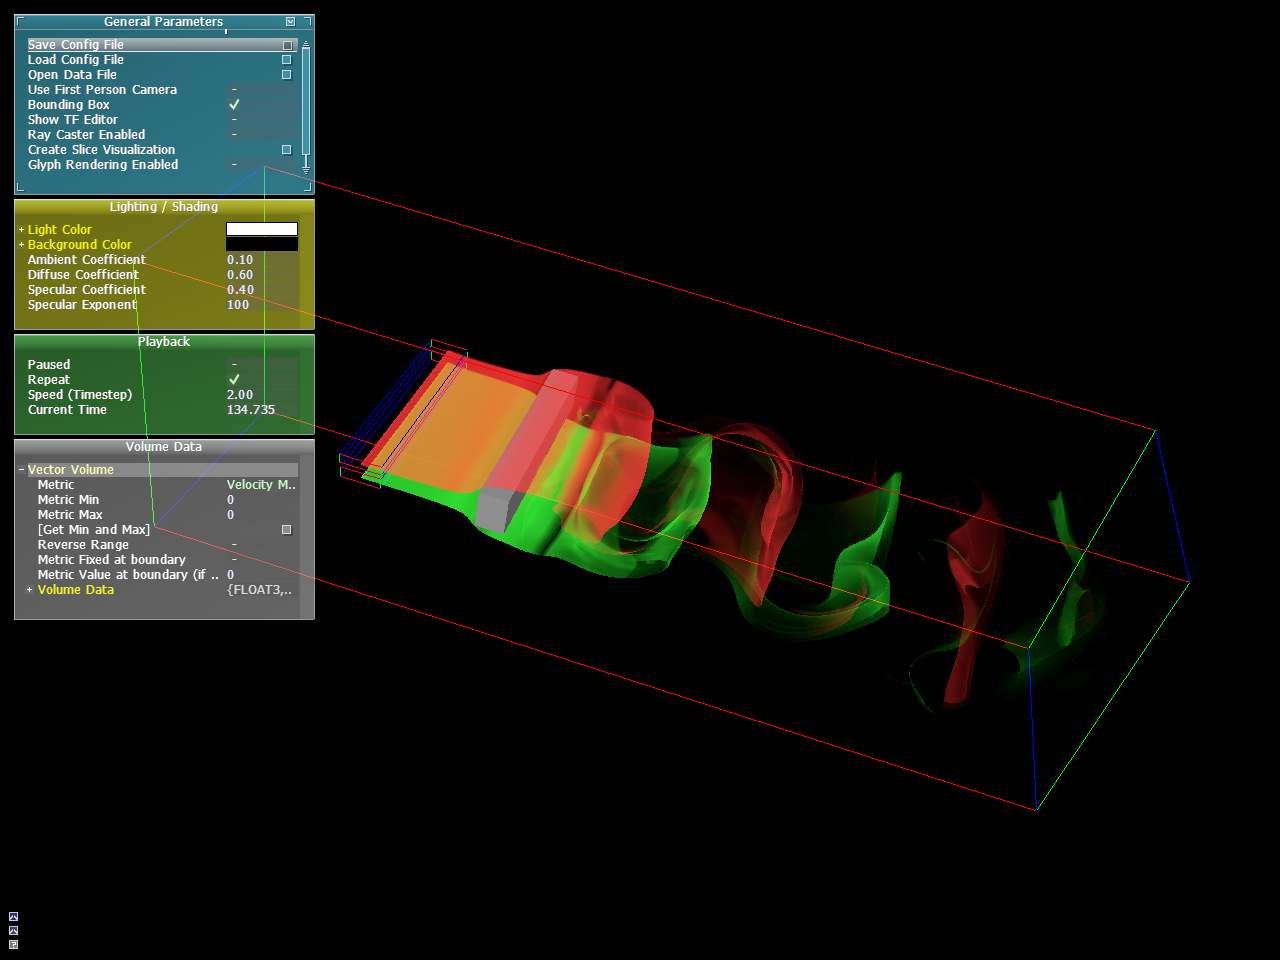 General Parameters
Save Config File
Load Config File
Open Data File
Use First Person Camera -
Bounding Box ✓
Show TF Editor -
Ray Caster Enabled -
Create Slice Visualization
Glyph Rendering Enabled -
Lighting / Shading
+ Light Color
+ Background Color
Ambient Coefficient 0.10
Diffuse Coefficient 0.60
Specular Coefficient 0.40
Specular Exponent 100
Playback
Paused -
Repeat ✓
Speed (Timestep) 2.00
Current Time 134.735
Volume Data
- Vector Volume
Metric Velocity M..
Metric Min 0
Metric Max 0
[Get Min and Max]
Reverse Range -
Metric Fixed at boundary -
Metric Value at boundary (if .. 0
+ Volume Data {FLOAT3,..
?